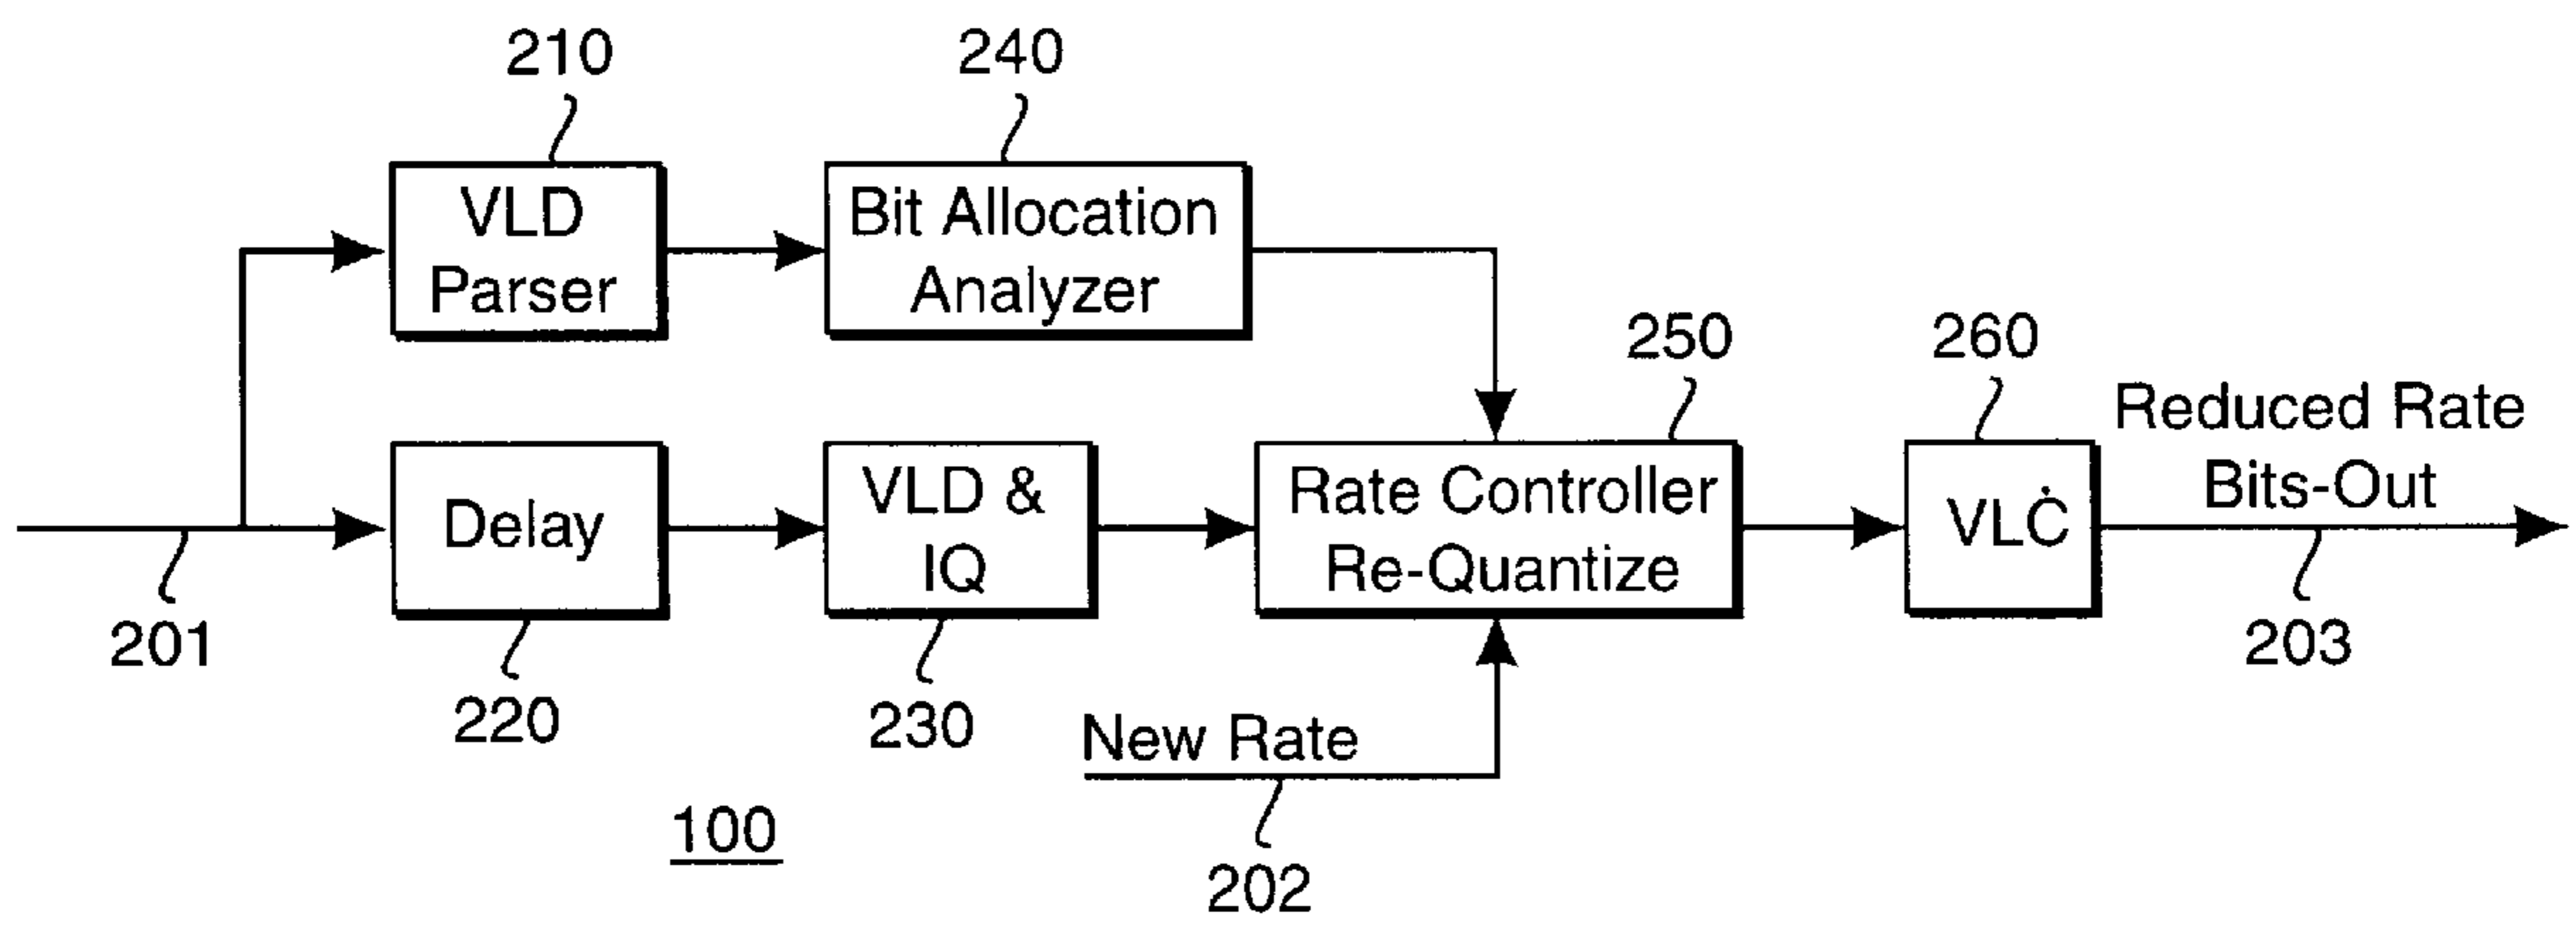 210
240
VLD
Parser
Bit Allocation
Analyzer
250
260
Reduced Rate
Bits-Out
Delay
VLD &
IQ
Rate Controller
Re-Quantize
VLC
201
220
230
203
New Rate
202
100